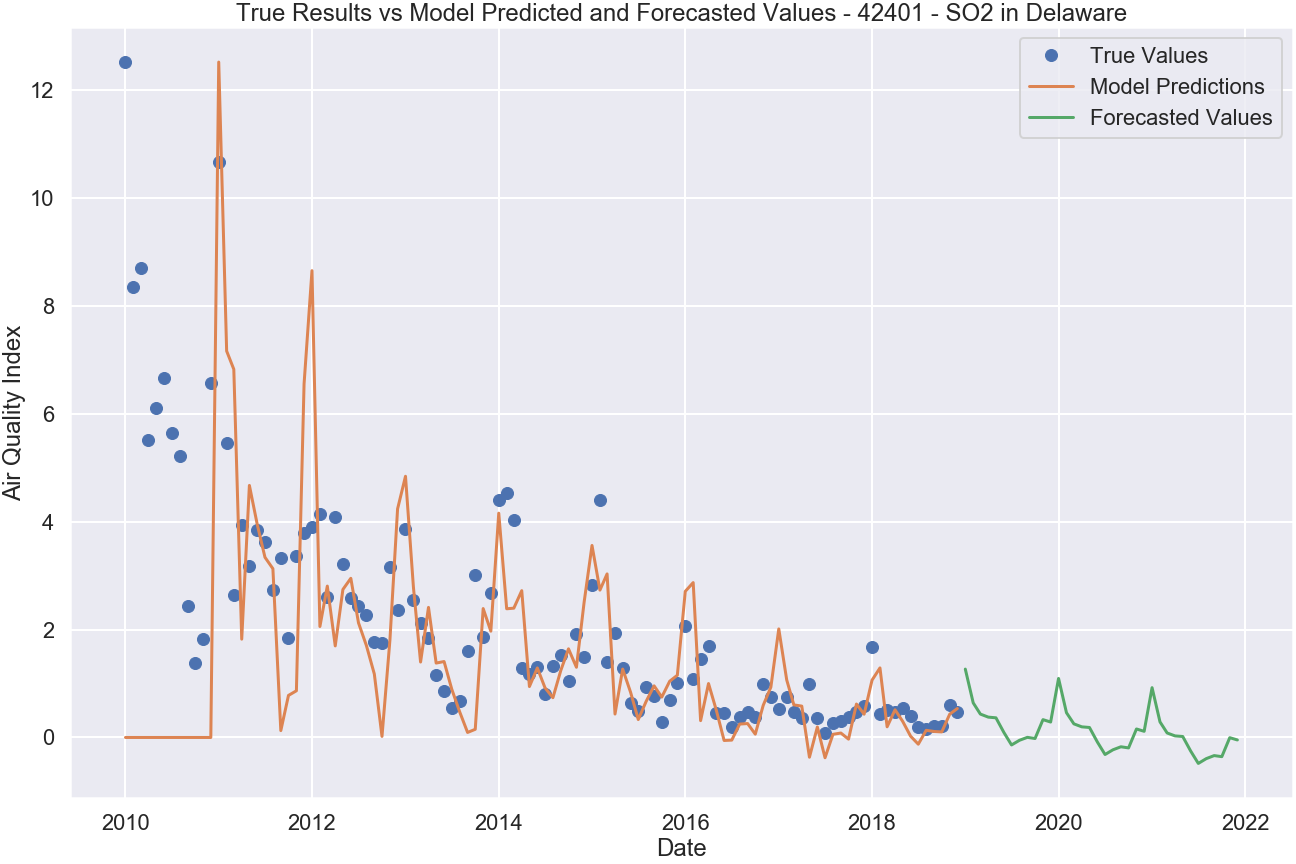 True Results vs Model Predicted and Forecasted Values - 42401 - SO2 in Delaware
True Values
Model Predictions
Forecasted Values
Air Quality Index
12
10
8
6
4
2
0
2010 2012 2014 2016 2018 2020 2022
Date